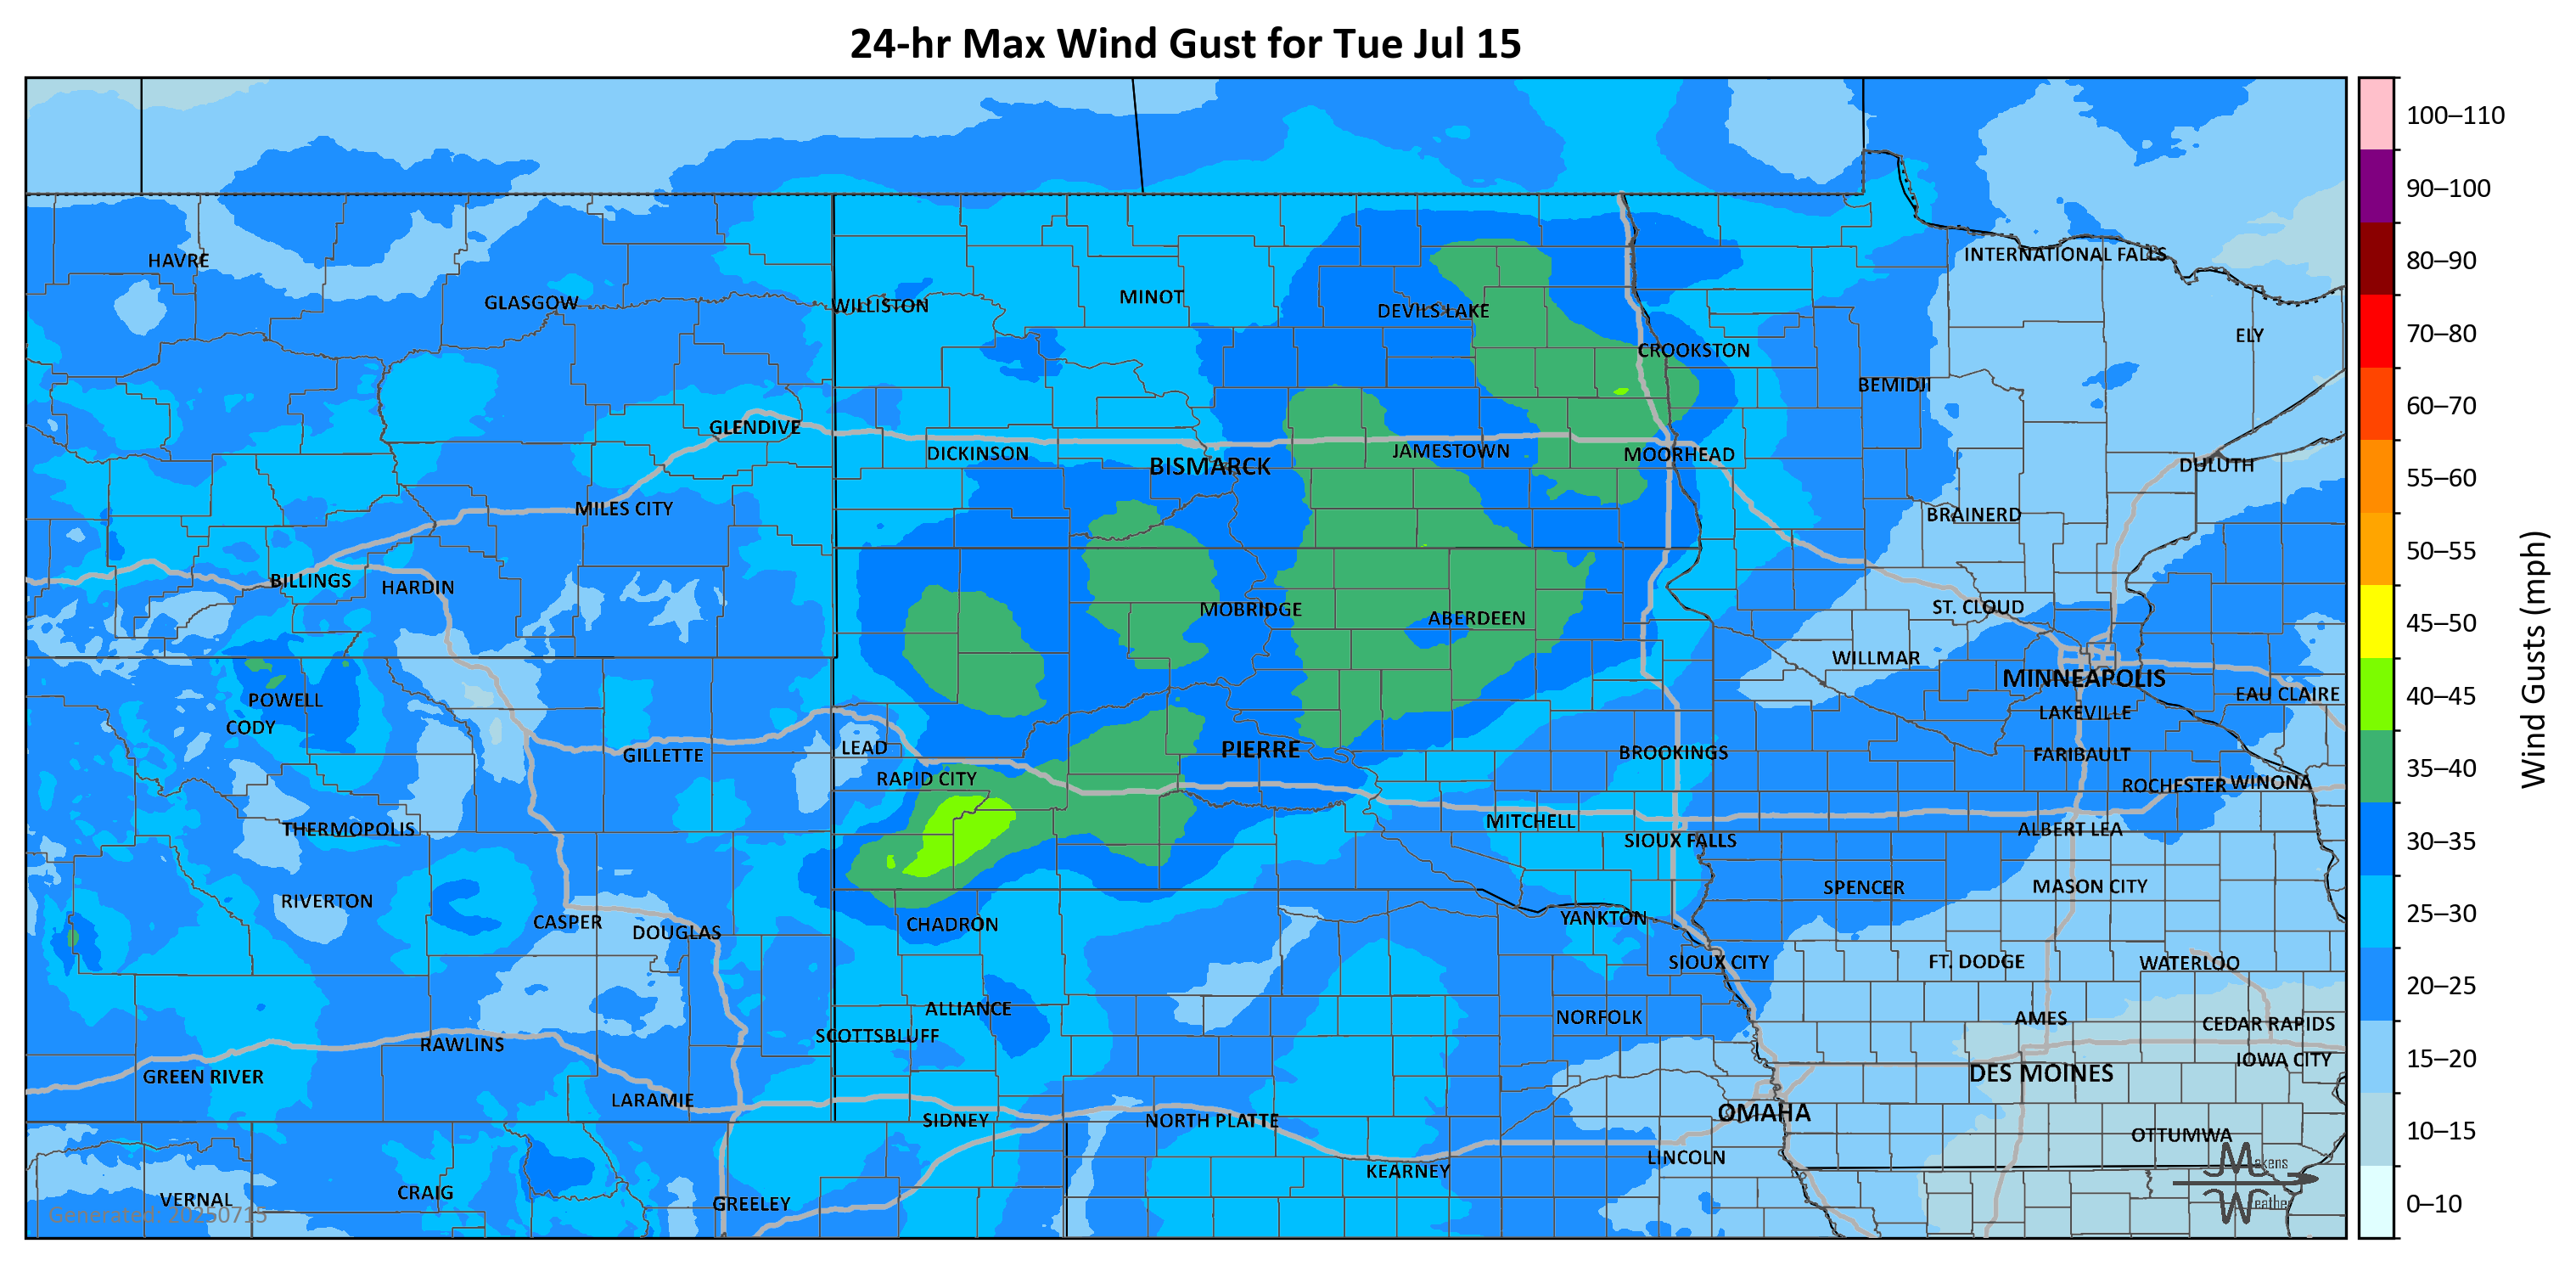 24-hr Max Wind Gust for Tue Jul 15
100–110
90–100
80–90
70–80
60–70
55–60
50–55
45–50
40–45
35–40
30–35
25–30
20–25
15–20
10–15
0–10
Wind Gusts (mph)
HAVRE
GLASGOW
WILLISTON
MINOT
DEVILS LAKE
INTERNATIONAL FALLS
ELY
CROOKSTON
BEMIDJI
GLENDIVE
DICKINSON
BISMARCK
JAMESTOWN
MOORHEAD
DULUTH
MILES CITY
BRAINERD
BILLINGS
HARDIN
MOBRIDGE
ABERDEEN
ST. CLOUD
WILLMAR
MINNEAPOLIS
EAU CLAIRE
POWELL
CODY
LAKEVILLE
GILLETTE
LEAD
PIERRE
BROOKINGS
FARIBAULT
RAPID CITY
ROCHESTER
WINONA
THERMOPOLIS
MITCHELL
SIOUX FALLS
ALBERT LEA
RIVERTON
CASPER
DOUGLAS
CHADRON
YANKTON
SPENCER
MASON CITY
SIOUX CITY
FT. DODGE
WATERLOO
ALLIANCE
SCOTTSBLUFF
NORFOLK
AMES
CEDAR RAPIDS
RAWLINS
IOWA CITY
GREEN RIVER
DES MOINES
LARAMIE
SIDNEY
NORTH PLATTE
OMAHA
OTTUMWA
KEARNEY
LINCOLN
VERNAL
CRAIG
GREELEY
Generated: 20250715
Makens
Weather